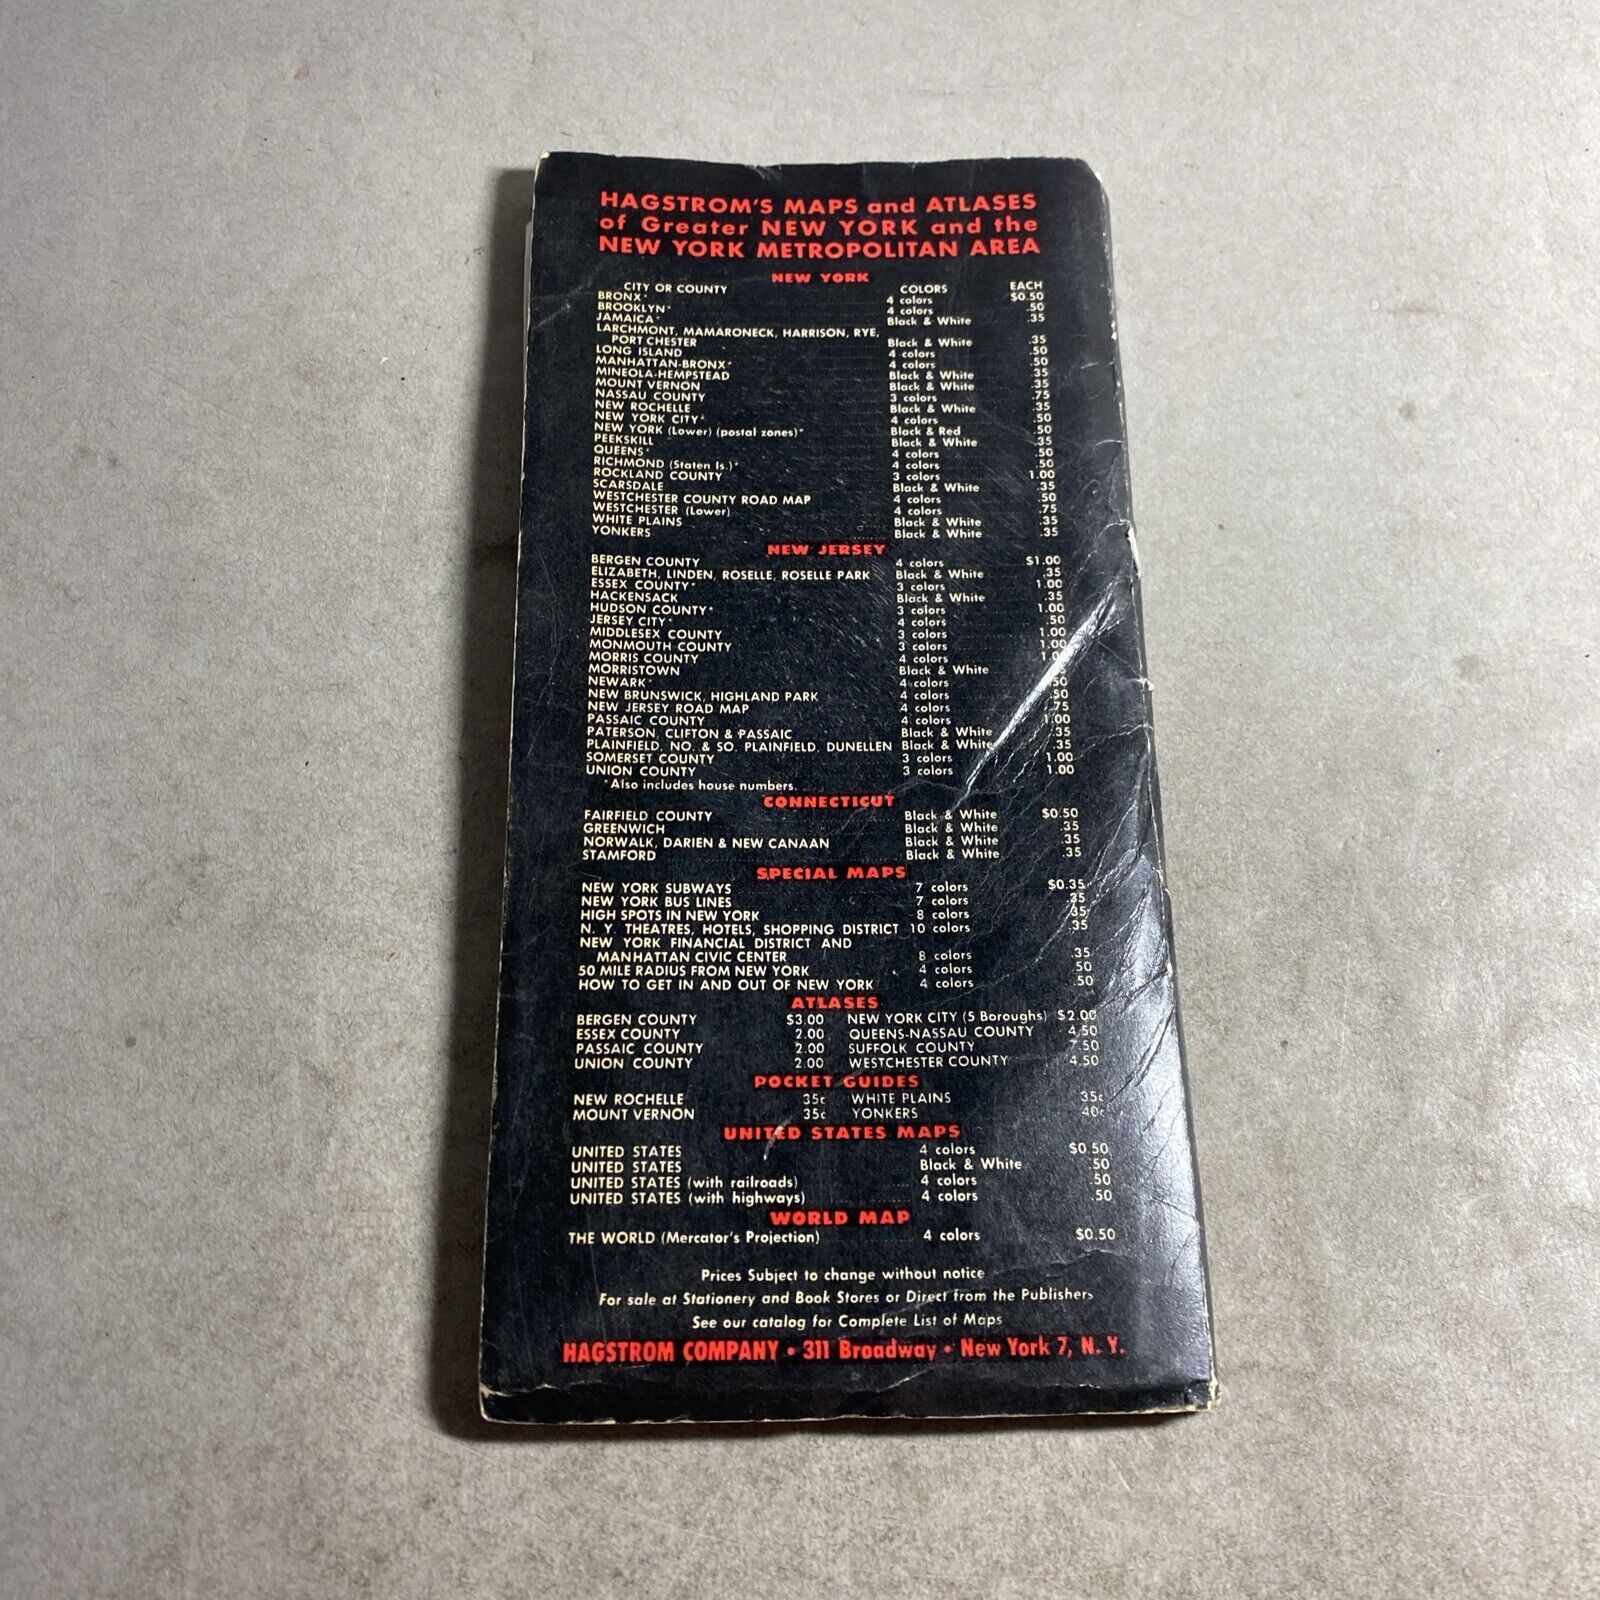 HAGSTROM'S MAPS and ATLASES
of Greater NEW YORK and the
NEW YORK METROPOLITAN AREA
NEW YORK
CITY OR COUNTY COLORS EACH
BRONX* 4 colors $0.50
BROOKLYN* 4 colors .50
JAMAICA* Black & White .35
LARCHMONT, MAMARONECK, HARRISON, RYE,
PORT CHESTER Black & White .35
LONG ISLAND 4 colors .50
MANHATTAN-BRONX* 4 colors .50
MINEOLA-HEMPSTEAD Black & White .35
MOUNT VERNON Black & White .35
NASSAU COUNTY 3 colors .75
NEW ROCHELLE Black & White .35
NEW YORK CITY* 4 colors .50
NEW YORK (Lower) (postal zones)* Black & Red .50
PEEKSKILL Black & White .35
QUEENS* 4 colors .50
RICHMOND (Staten Is.)* 4 colors .50
ROCKLAND COUNTY 3 colors 1.00
SCARSDALE Black & White .35
WESTCHESTER COUNTY ROAD MAP 4 colors .50
WESTCHESTER (Lower) 4 colors .75
WHITE PLAINS Black & White .35
YONKERS Black & White .35
NEW JERSEY
BERGEN COUNTY 4 colors $1.00
ELIZABETH, LINDEN, ROSELLE, ROSELLE PARK Black & White .35
ESSEX COUNTY* 3 colors 1.00
HACKENSACK Black & White .35
HUDSON COUNTY* 3 colors 1.00
JERSEY CITY* 4 colors .50
MIDDLESEX COUNTY 3 colors 1.00
MONMOUTH COUNTY 3 colors 1.00
MORRIS COUNTY 4 colors
MORRISTOWN Black & White
NEWARK* 4 colors .50
NEW BRUNSWICK, HIGHLAND PARK 4 colors .50
NEW JERSEY ROAD MAP 4 colors .75
PASSAIC COUNTY 4 colors 1.00
PATERSON, CLIFTON & PASSAIC Black & White .35
PLAINFIELD, NO. & SO. PLAINFIELD, DUNELLEN Black & White .35
SOMERSET COUNTY 3 colors 1.00
UNION COUNTY 3 colors 1.00
*Also includes house numbers.
CONNECTICUT
FAIRFIELD COUNTY Black & White $0.50
GREENWICH Black & White .35
NORWALK, DARIEN & NEW CANAAN Black & White .35
STAMFORD Black & White .35
SPECIAL MAPS
NEW YORK SUBWAYS 7 colors $0.35
NEW YORK BUS LINES 7 colors .35
HIGH SPOTS IN NEW YORK 8 colors .35
N. Y. THEATRES, HOTELS, SHOPPING DISTRICT 10 colors .35
NEW YORK FINANCIAL DISTRICT AND
MANHATTAN CIVIC CENTER 8 colors .35
50 MILE RADIUS FROM NEW YORK 4 colors .50
HOW TO GET IN AND OUT OF NEW YORK 4 colors .50
ATLASES
BERGEN COUNTY $3.00 NEW YORK CITY (5 Boroughs) $2.00
ESSEX COUNTY 2.00 QUEENS-NASSAU COUNTY 4.50
PASSAIC COUNTY 2.00 SUFFOLK COUNTY 7.50
UNION COUNTY 2.00 WESTCHESTER COUNTY 4.50
POCKET GUIDES
NEW ROCHELLE 35c WHITE PLAINS 35c
MOUNT VERNON 35c YONKERS 40c
UNITED STATES MAPS
UNITED STATES 4 colors $0.50
UNITED STATES Black & White .50
UNITED STATES (with railroads) 4 colors .50
UNITED STATES (with highways) 4 colors .50
WORLD MAP
THE WORLD (Mercator's Projection) 4 colors $0.50
Prices Subject to change without notice
For sale at Stationery and Book Stores or Direct from the Publishers
See our catalog for Complete List of Maps
HAGSTROM COMPANY • 311 Broadway • New York 7, N. Y.